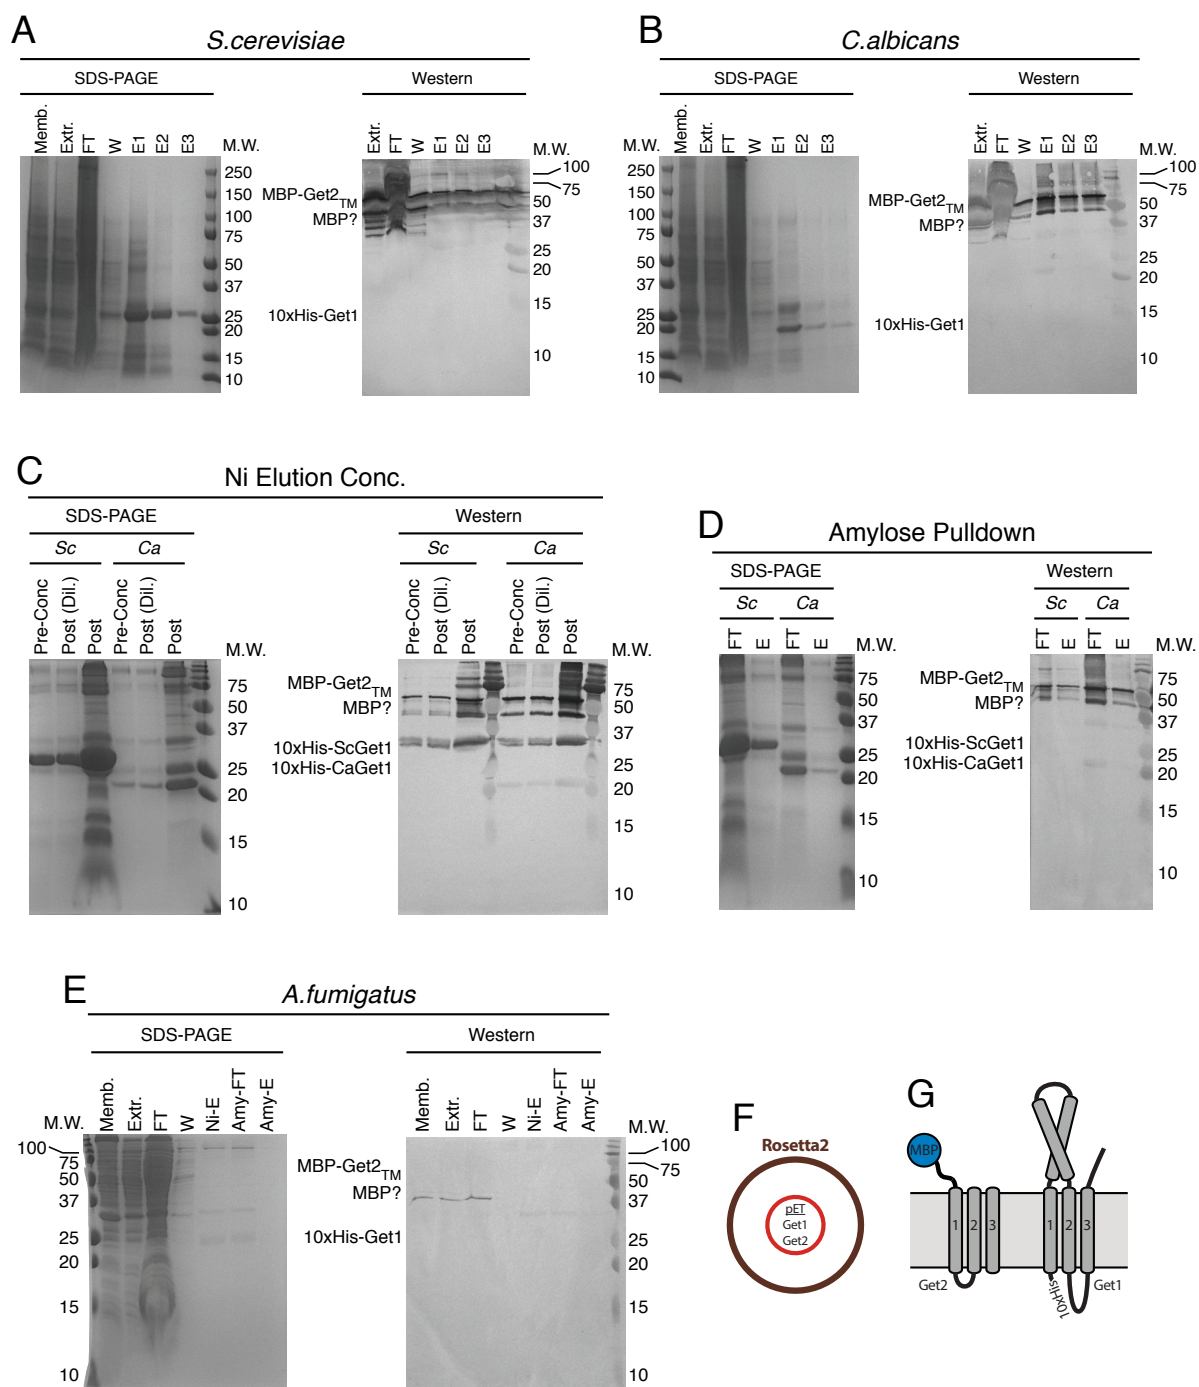 A
S.cerevisiae
SDS-PAGE
Western
Memb.
Extr.
FT
W
E1
E2
E3
M.W.
250
150
100
75
50
37
25
20
15
10
MBP-Get2TM
MBP?
10xHis-Get1
Extr.
FT
W
E1
E2
E3
M.W.
100
75
50
37
25
20
15
10
B
C.albicans
SDS-PAGE
Western
M.W.
Memb.
Extr.
FT
W
E1
E2
E3
250
150
100
75
50
37
25
20
15
10
MBP-Get2TM
MBP?
10xHis-Get1
Extr.
FT
W
E1
E2
E3
M.W.
100
75
50
37
25
20
15
10
C
Ni Elution Conc.
SDS-PAGE
Western
Sc
Ca
Pre-Conc
Post (Dil.)
Post
Pre-Conc
Post (Dil.)
Post
M.W.
75
50
37
25
20
15
10
MBP-Get2TM
MBP?
10xHis-ScGet1
10xHis-CaGet1
Sc
Ca
Pre-Conc
Post (Dil.)
Post
Pre-Conc
Post (Dil.)
Post
M.W.
75
50
37
25
20
15
10
D
Amylose Pulldown
SDS-PAGE
Western
Sc
Ca
FT
E
FT
E
M.W.
75
50
37
25
20
15
10
MBP-Get2TM
MBP?
10xHis-ScGet1
10xHis-CaGet1
Sc
Ca
FT
E
FT
E
M.W.
75
50
37
25
20
15
10
E
A.fumigatus
SDS-PAGE
Western
M.W.
Memb.
Extr.
FT
W
Ni-E
Amy-FT
Amy-E
100
75
50
37
25
20
15
10
MBP-Get2TM
MBP?
10xHis-Get1
Memb.
Extr.
FT
W
Ni-E
Amy-FT
Amy-E
M.W.
100
75
50
37
25
20
15
10
F
Rosetta2
pET
Get1
Get2
G
MBP
1 2 3
1 2 3
Get2
10xHis
Get1